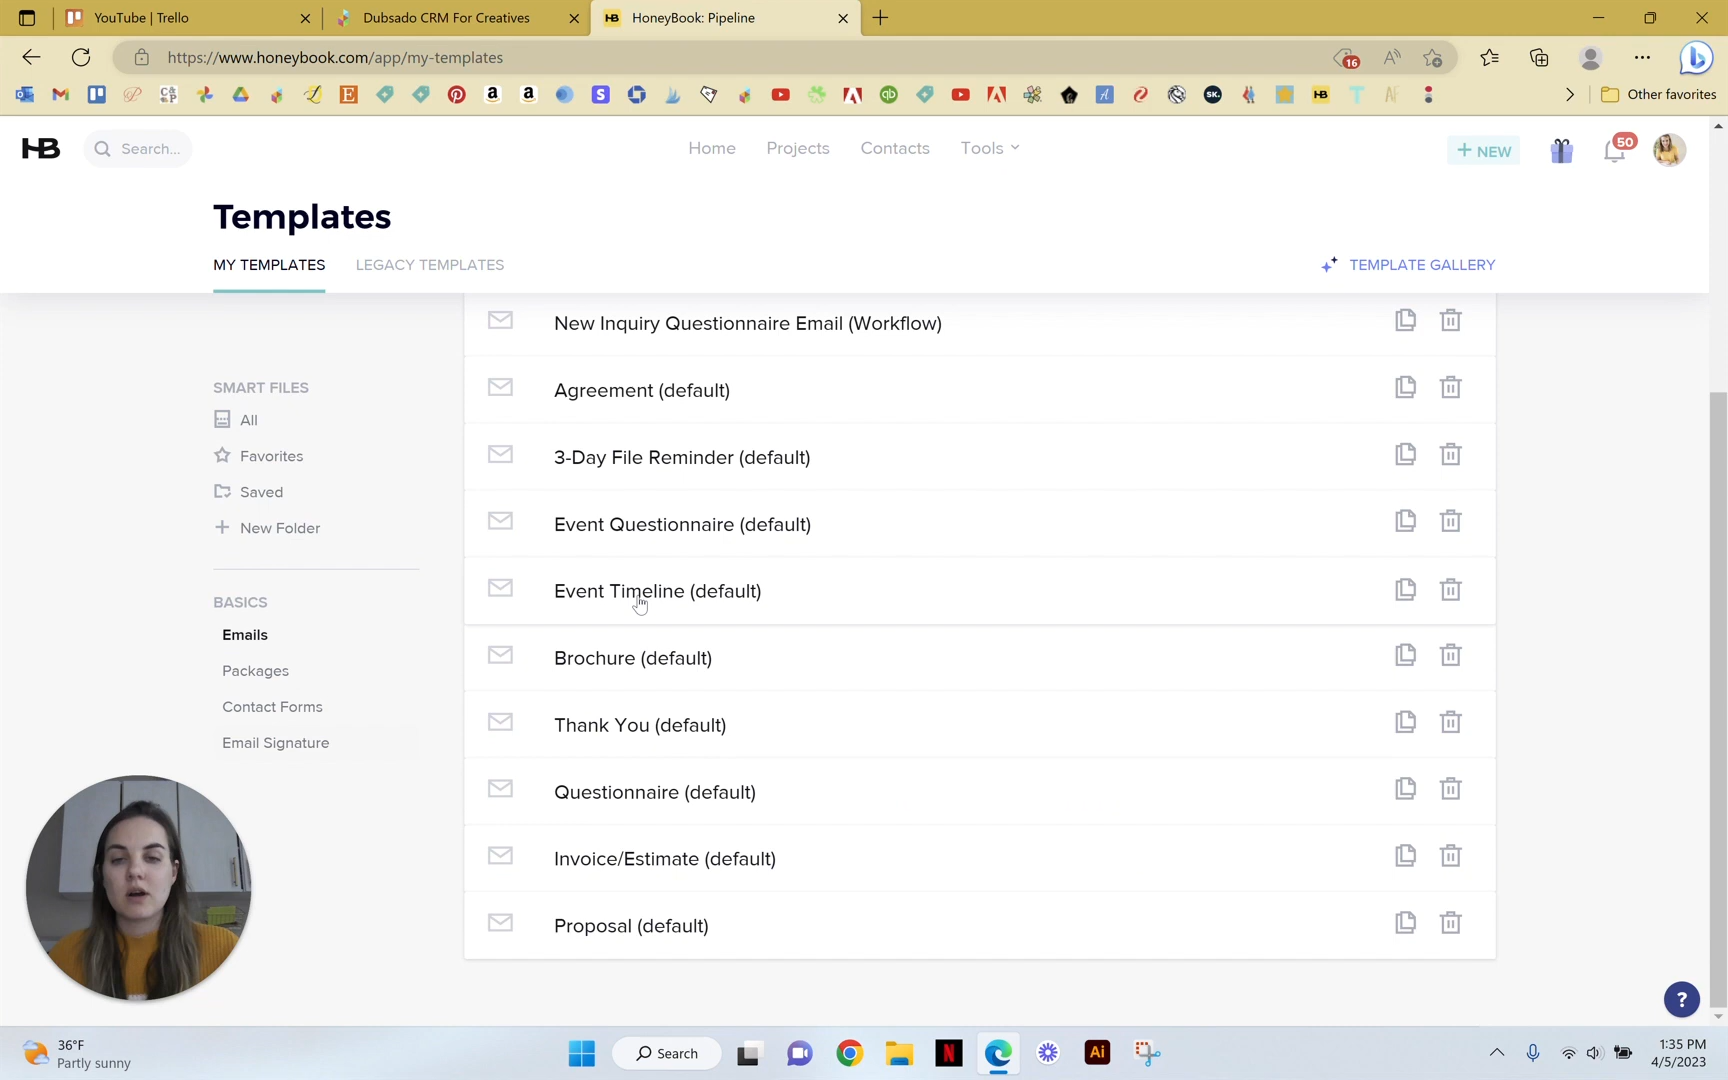 YouTube | Trello
Dubsado CRM For Creatives
HB HoneyBook: Pipeline
https://www.honeybook.com/app/my-templates
16
Other favorites
HB
Search...
Home
Projects
Contacts
Tools
+ NEW
50
Templates
MY TEMPLATES
LEGACY TEMPLATES
TEMPLATE GALLERY
SMART FILES
All
Favorites
Saved
New Folder
BASICS
Emails
Packages
Contact Forms
Email Signature
New Inquiry Questionnaire Email (Workflow)
Agreement (default)
3-Day File Reminder (default)
Event Questionnaire (default)
Event Timeline (default)
Brochure (default)
Thank You (default)
Questionnaire (default)
Invoice/Estimate (default)
Proposal (default)
?
36°F
Partly sunny
Search
N
Ai
1:35 PM
4/5/2023